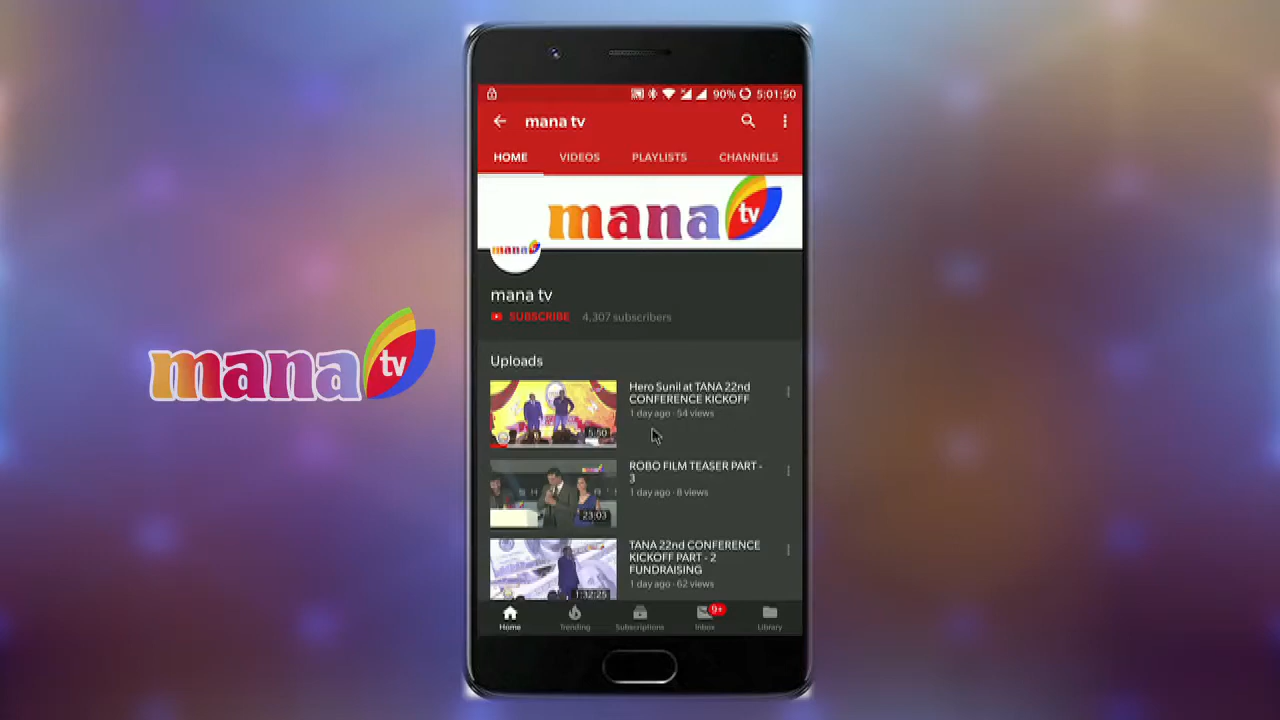 90% 5:01:50
mana tv
HOME VIDEOS PLAYLISTS CHANNELS
mana tv
mana tv
mana tv
SUBSCRIBE 4,307 subscribers
mana tv
Uploads
Hero Sunil at TANA 22nd
CONFERENCE KICKOFF
1 day ago · 54 views
5:50
ROBO FILM TEASER PART -
3
1 day ago · 8 views
23:03
TANA 22nd CONFERENCE
KICKOFF PART - 2
FUNDRAISING
1 day ago · 62 views
1:32:25
9+
Home Trending Subscriptions Inbox Library